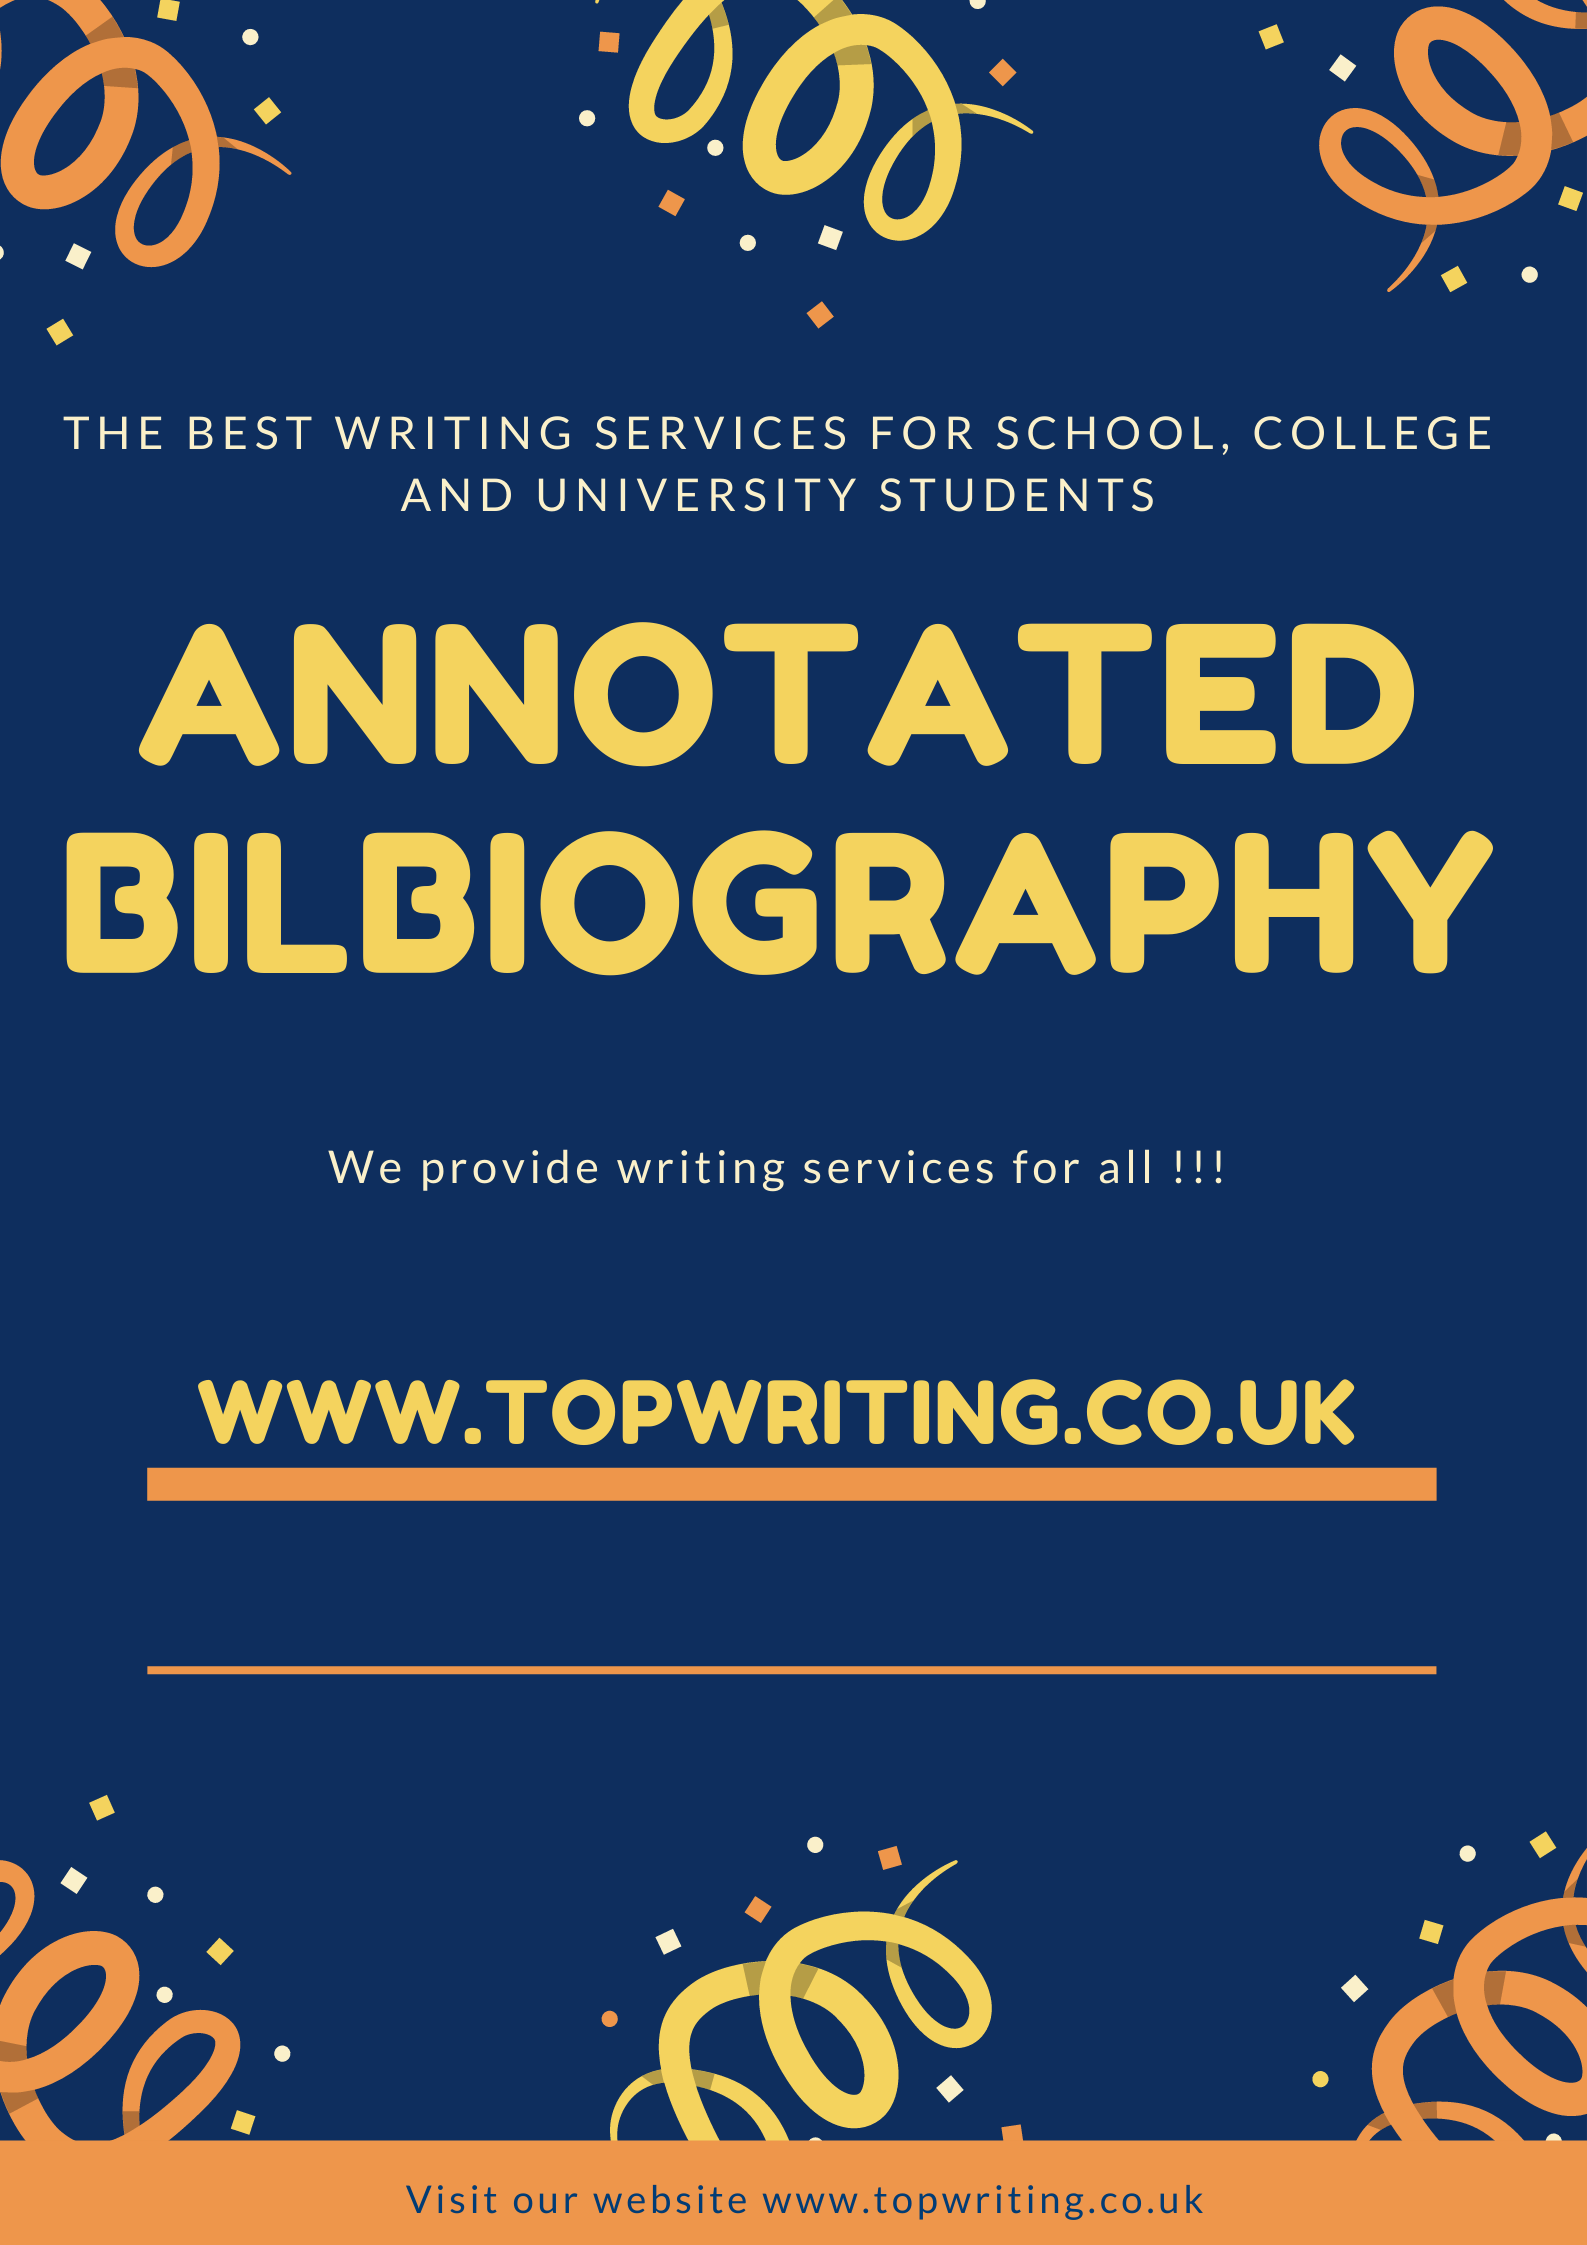 THE BEST WRITING SERVICES FOR SCHOOL, COLLEGE
AND UNIVERSITY STUDENTS
ANNOTATED
BILBIOGRAPHY
We provide writing services for all !!!
WWW.TOPWRITING.CO.UK
Visit our website www.topwriting.co.uk